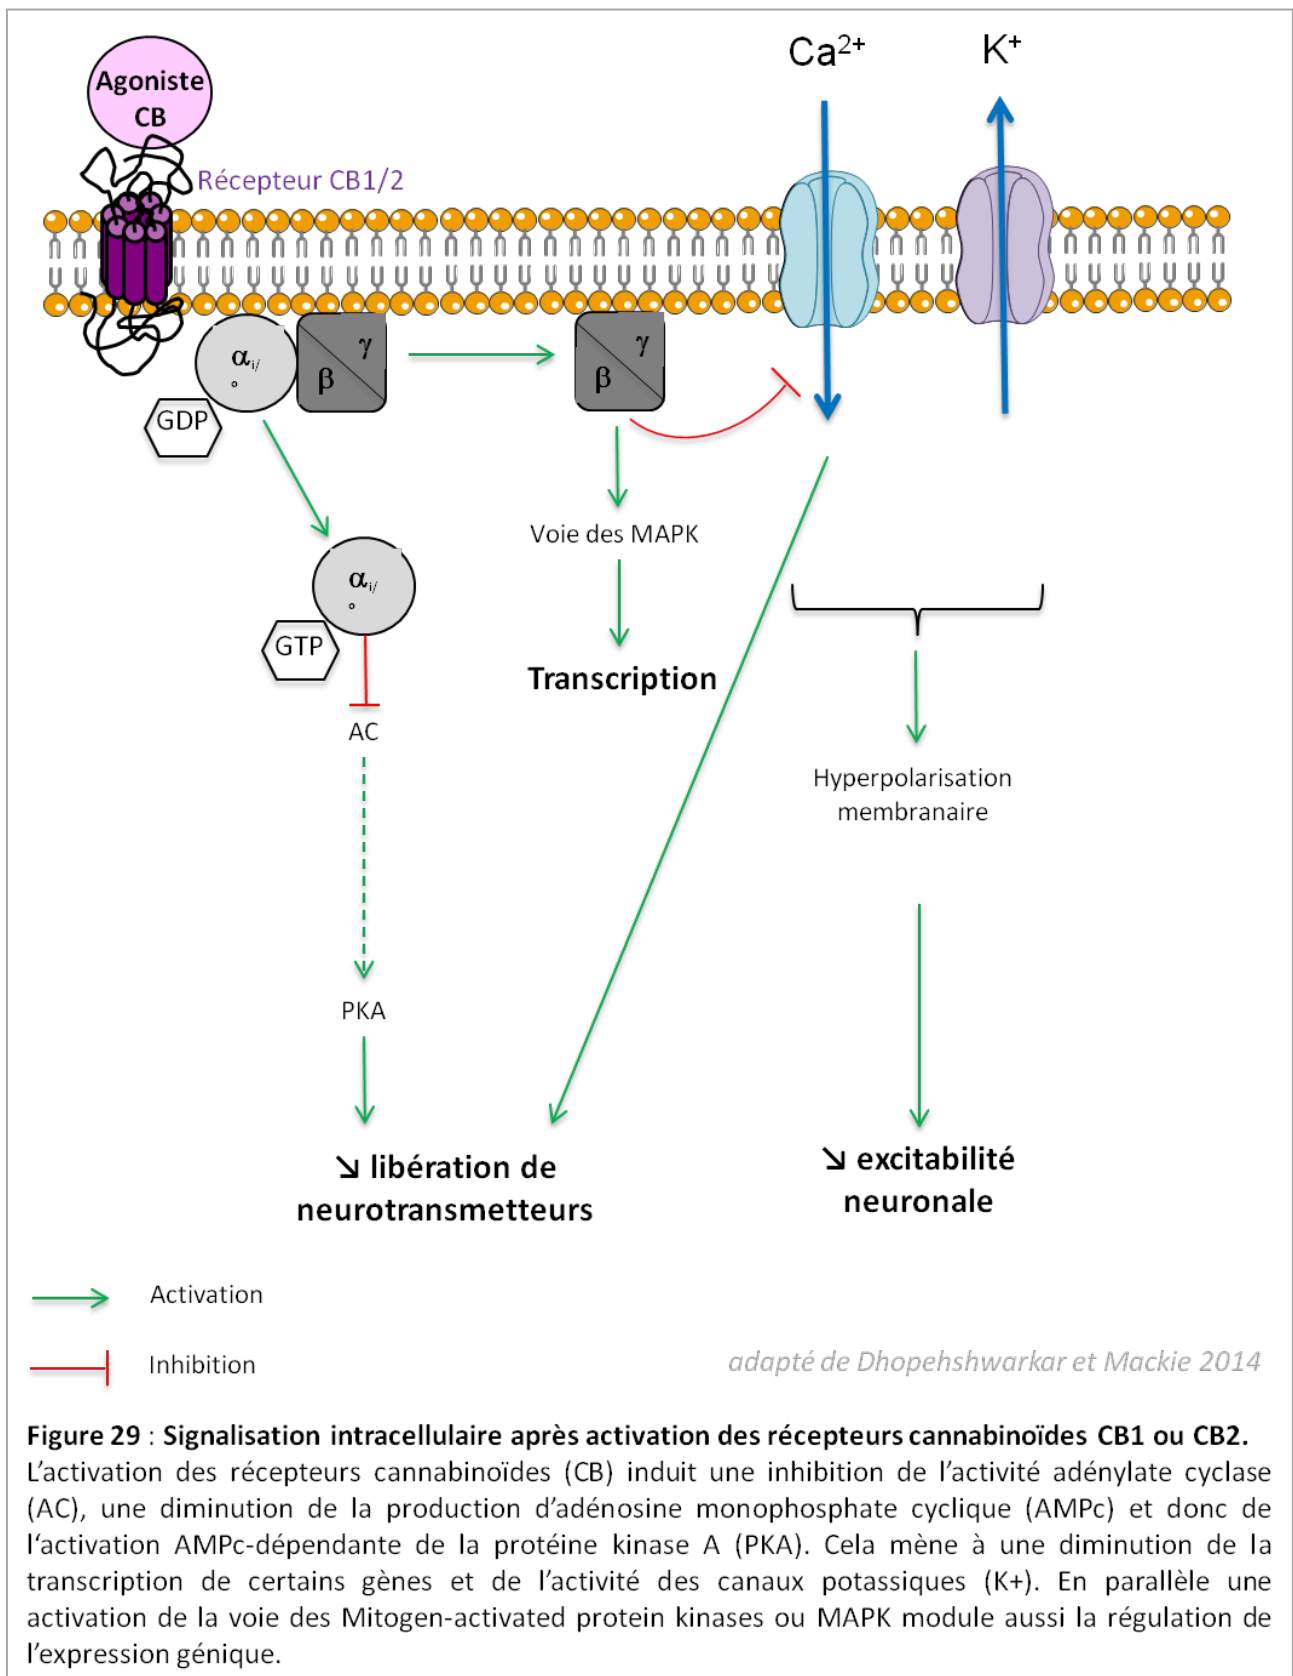 Agoniste
CB
Récepteur CB1/2
Ca²⁺
K⁺
α i/
o
β
γ
GDP
β
γ
Voie des MAPK
Transcription
α i/
o
GTP
AC
PKA
Hyperpolarisation
membranaire
↘ libération de
neurotransmetteurs
↘ excitabilité
neuronale
Activation
Inhibition
adapté de Dhopehshwarkar et Mackie 2014
Figure 29 : Signalisation intracellulaire après activation des récepteurs cannabinoïdes CB1 ou CB2.
L’activation des récepteurs cannabinoïdes (CB) induit une inhibition de l’activité adénylate cyclase
(AC), une diminution de la production d’adénosine monophosphate cyclique (AMPc) et donc de
l‘activation AMPc-dépendante de la protéine kinase A (PKA). Cela mène à une diminution de la
transcription de certains gènes et de l’activité des canaux potassiques (K+). En parallèle une
activation de la voie des Mitogen-activated protein kinases ou MAPK module aussi la régulation de
l’expression génique.